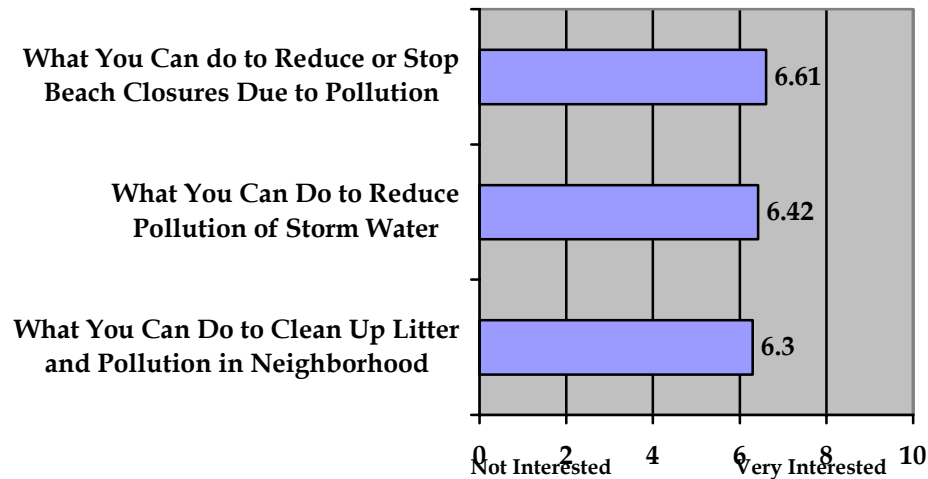 What You Can do to Reduce or Stop
Beach Closures Due to Pollution
6.61
What You Can Do to Reduce
Pollution of Storm Water
6.42
What You Can Do to Clean Up Litter
and Pollution in Neighborhood
6.3
0 2 4 6 8 10
Not Interested Very Interested